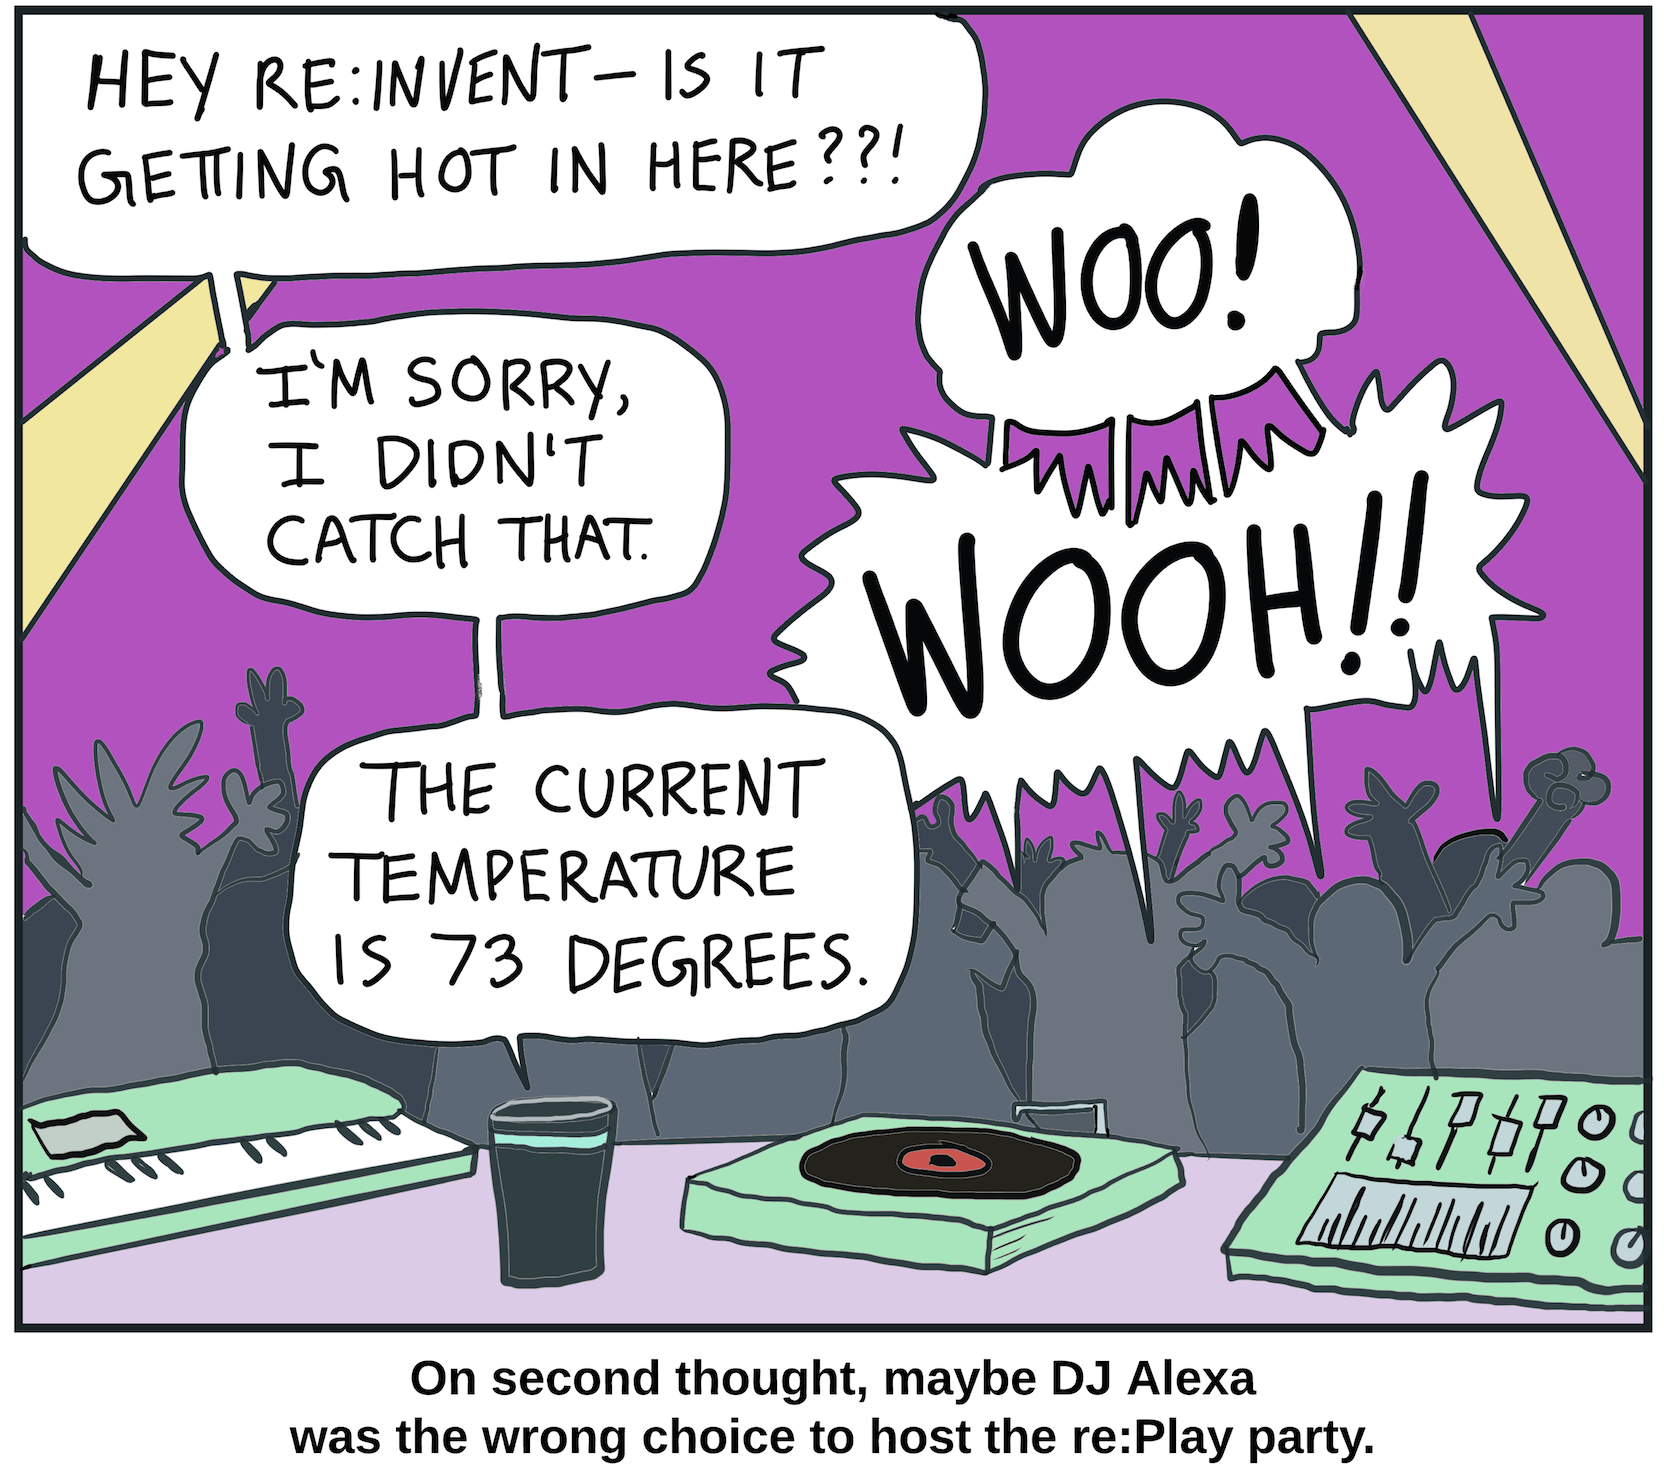 HEY RE:INVENT— IS IT
GETTING HOT IN HERE??!
WOO!
WOOH!!
I'M SORRY,
I DIDN'T
CATCH THAT.
THE CURRENT
TEMPERATURE
IS 73 DEGREES.
On second thought, maybe DJ Alexa
was the wrong choice to host the re:Play party.